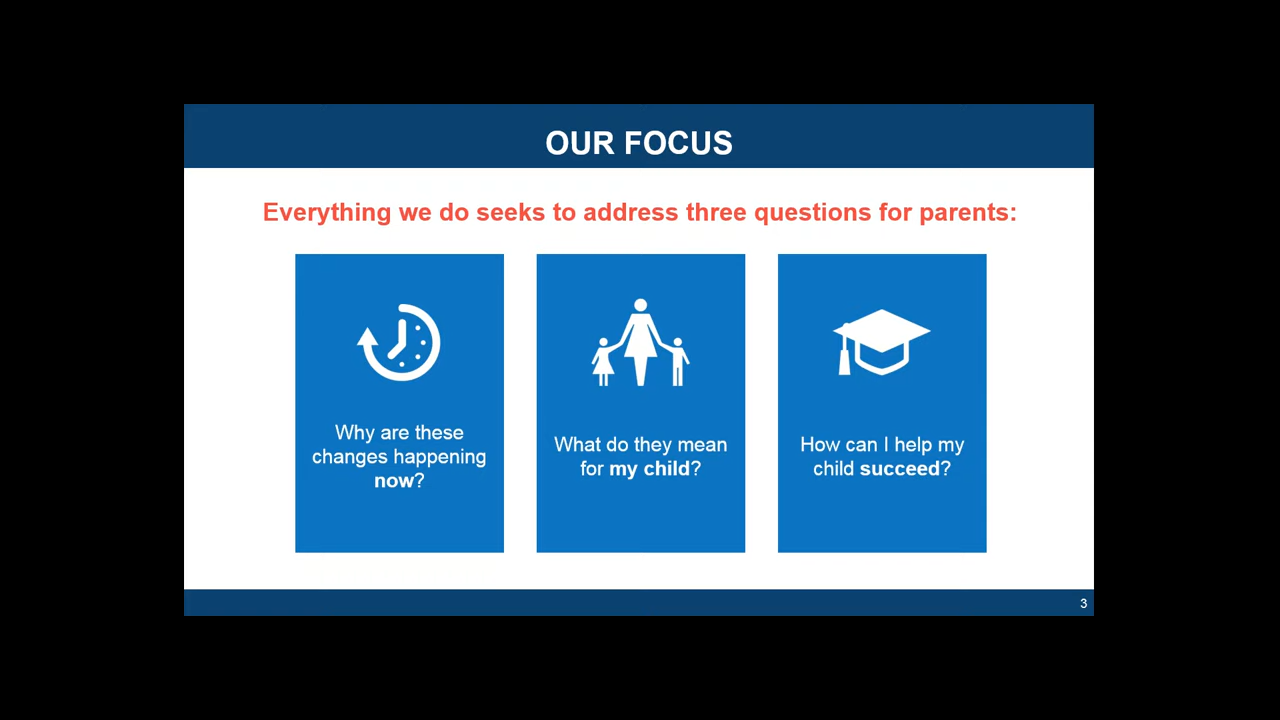 OUR FOCUS
Everything we do seeks to address three questions for parents:
Why are these
changes happening
now?
What do they mean
for my child?
How can I help my
child succeed?
3